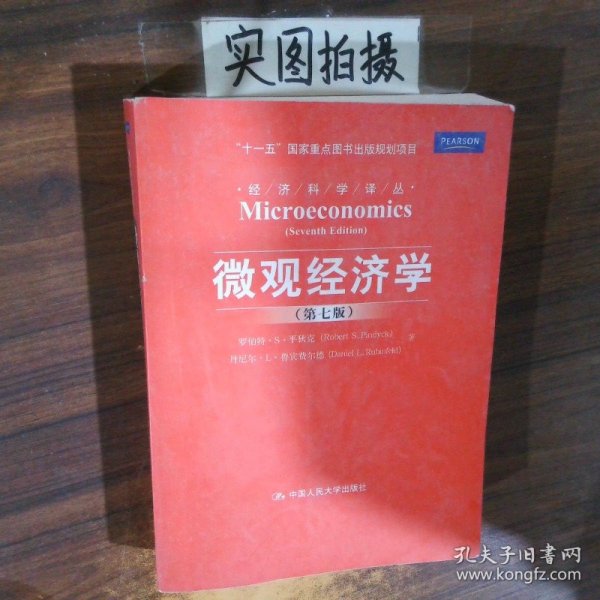 实图拍摄
"十一五"国家重点图书出版规划项目
PEARSON
·经/济/科/学/译/丛·
Microeconomics
(Seventh Edition)
微观经济学
(第七版)
罗伯特·S·平狄克(Robert S. Pindyck)
丹尼尔·L·鲁宾费尔德(Daniel L. Rubinfeld)
著
中国人民大学出版社
孔夫子旧书网
www.kongfz.com